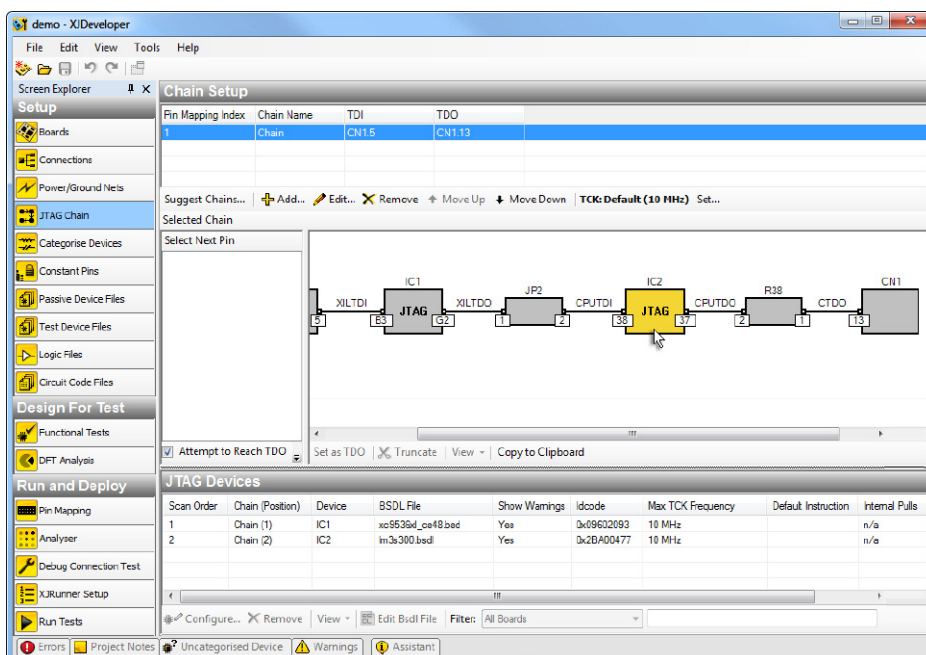 demo - XJDeveloper
File Edit View Tools Help
Screen Explorer
Setup
Boards
Connections
Power/Ground Nets
JTAG Chain
Categorise Devices
Constant Pins
Passive Device Files
Test Device Files
Logic Files
Circuit Code Files
Design For Test
Functional Tests
DFT Analysis
Run and Deploy
Pin Mapping
Analyser
Debug Connection Test
XJRunner Setup
Run Tests
Chain Setup
Pin Mapping Index Chain Name TDI TDO
1 Chain CN1.5 CN1.13
Suggest Chains... Add... Edit... Remove Move Up Move Down TCK: Default (10 MHz) Set...
Selected Chain
Select Next Pin
IC1 JP2 IC2 R38 CN1
XILTDI XILTDO CPUTDI CPUTDO CTDO
JTAG JTAG
5 E3 G2 1 2 38 37 2 1 13
Attempt to Reach TDO Set as TDO Truncate View Copy to Clipboard
JTAG Devices
Scan Order Chain (Position) Device BSDL File Show Warnings Idcode Max TCK Frequency Default Instruction Internal Pulls
1 Chain (1) IC1 Yes 0x09602093 10 MHz n/a
2 Chain (2) IC2 lm3s300.bsdl Yes 0x2BA00477 10 MHz n/a
Configure... Remove View Edit Bsdl File Filter: All Boards
Errors Project Notes Uncategorised Device Warnings Assistant